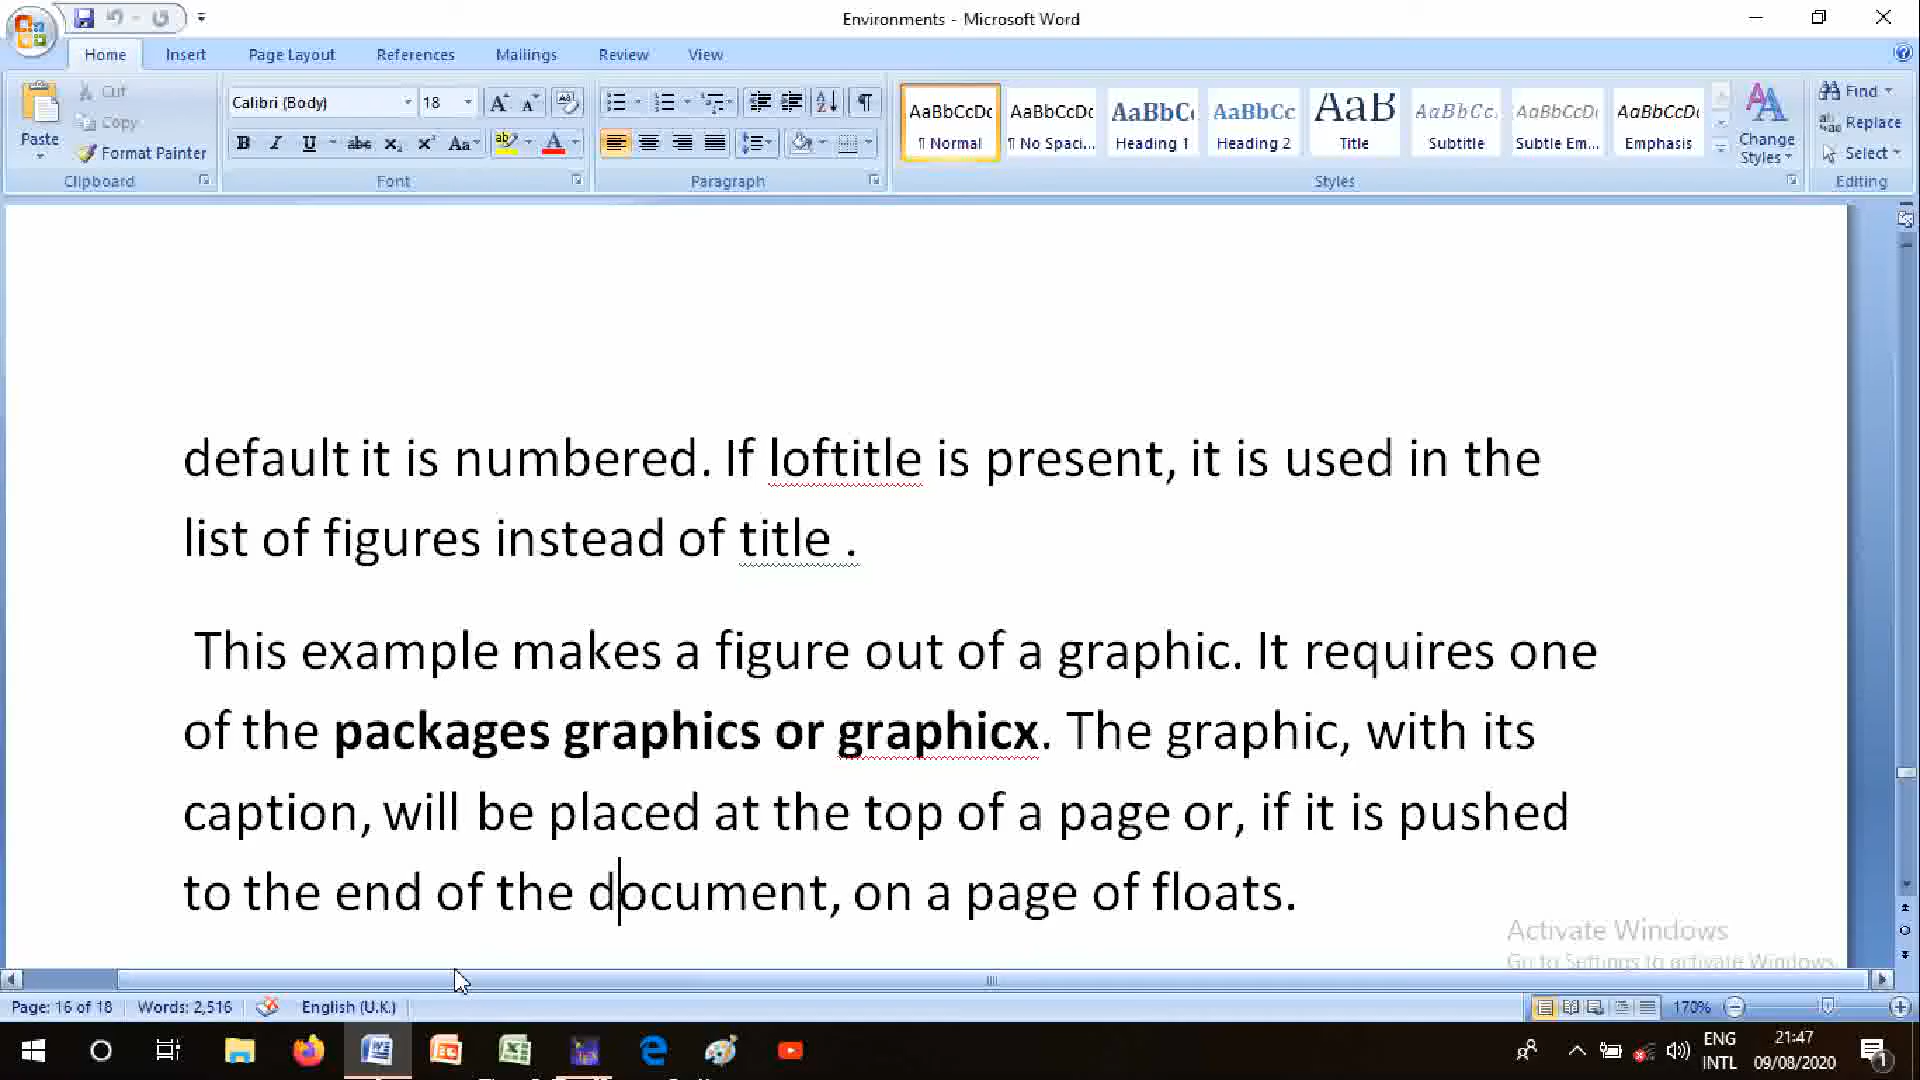 Environments - Microsoft Word
Home Insert Page Layout References Mailings Review View
Paste
Cut
Copy
Format Painter
Clipboard
Calibri (Body) 18
Font
Paragraph
AaBbCcDc AaBbCcDc AaBbC AaBbCc AaB AaBbCc. AaBbCcDı AaBbCcDı
¶ Normal ¶ No Spaci... Heading 1 Heading 2 Title Subtitle Subtle Em... Emphasis
Change Styles
Styles
Find
Replace
Select
Editing
default it is numbered. If loftitle is present, it is used in the
list of figures instead of title .
This example makes a figure out of a graphic. It requires one
of the packages graphics or graphicx. The graphic, with its
caption, will be placed at the top of a page or, if it is pushed
to the end of the document, on a page of floats.
Activate Windows
Go to Settings to activate Windows.
Page: 16 of 18 Words: 2,516 English (U.K.) 170%
ENG
INTL
21:47
09/08/2020
1